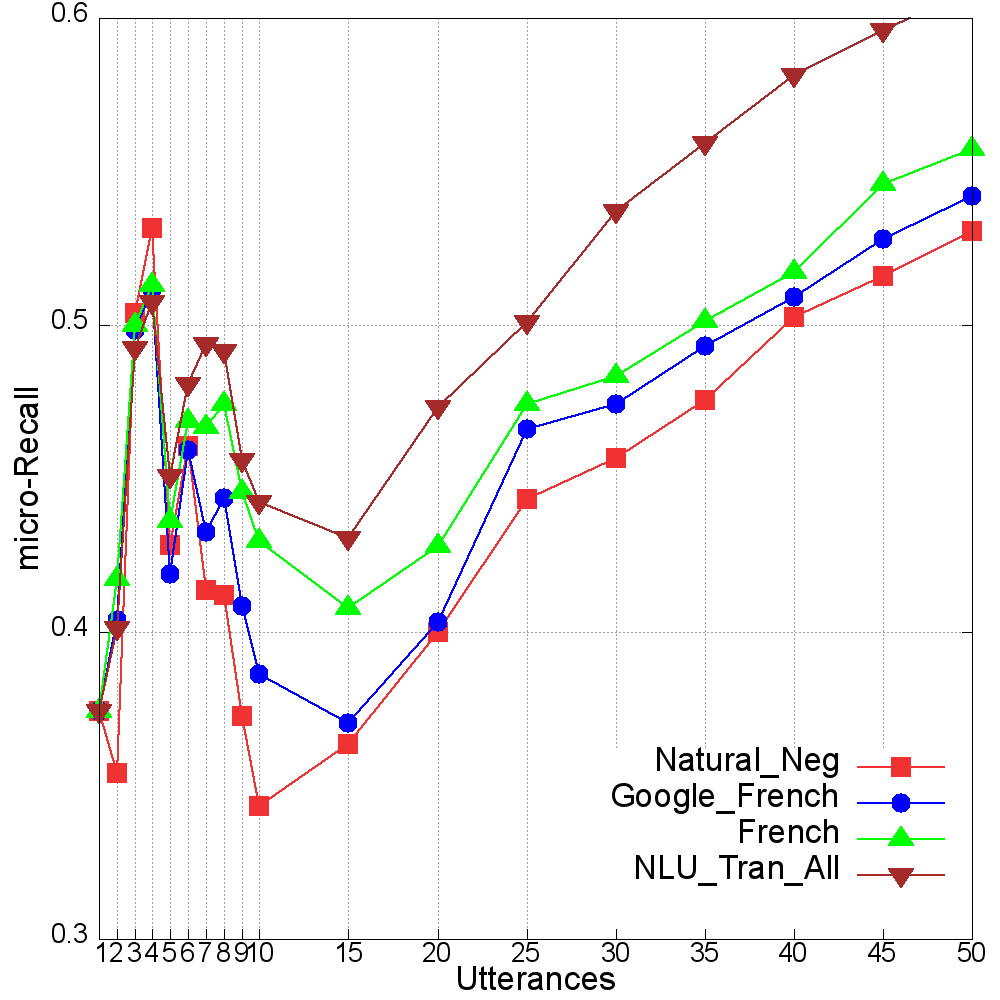 0.6
0.5
0.4
0.3
micro-Recall
Natural_Neg
Google_French
French
NLU_Tran_All
1 2 3 4 5 6 7 8 9 10 15 20 25 30 35 40 45 50
Utterances